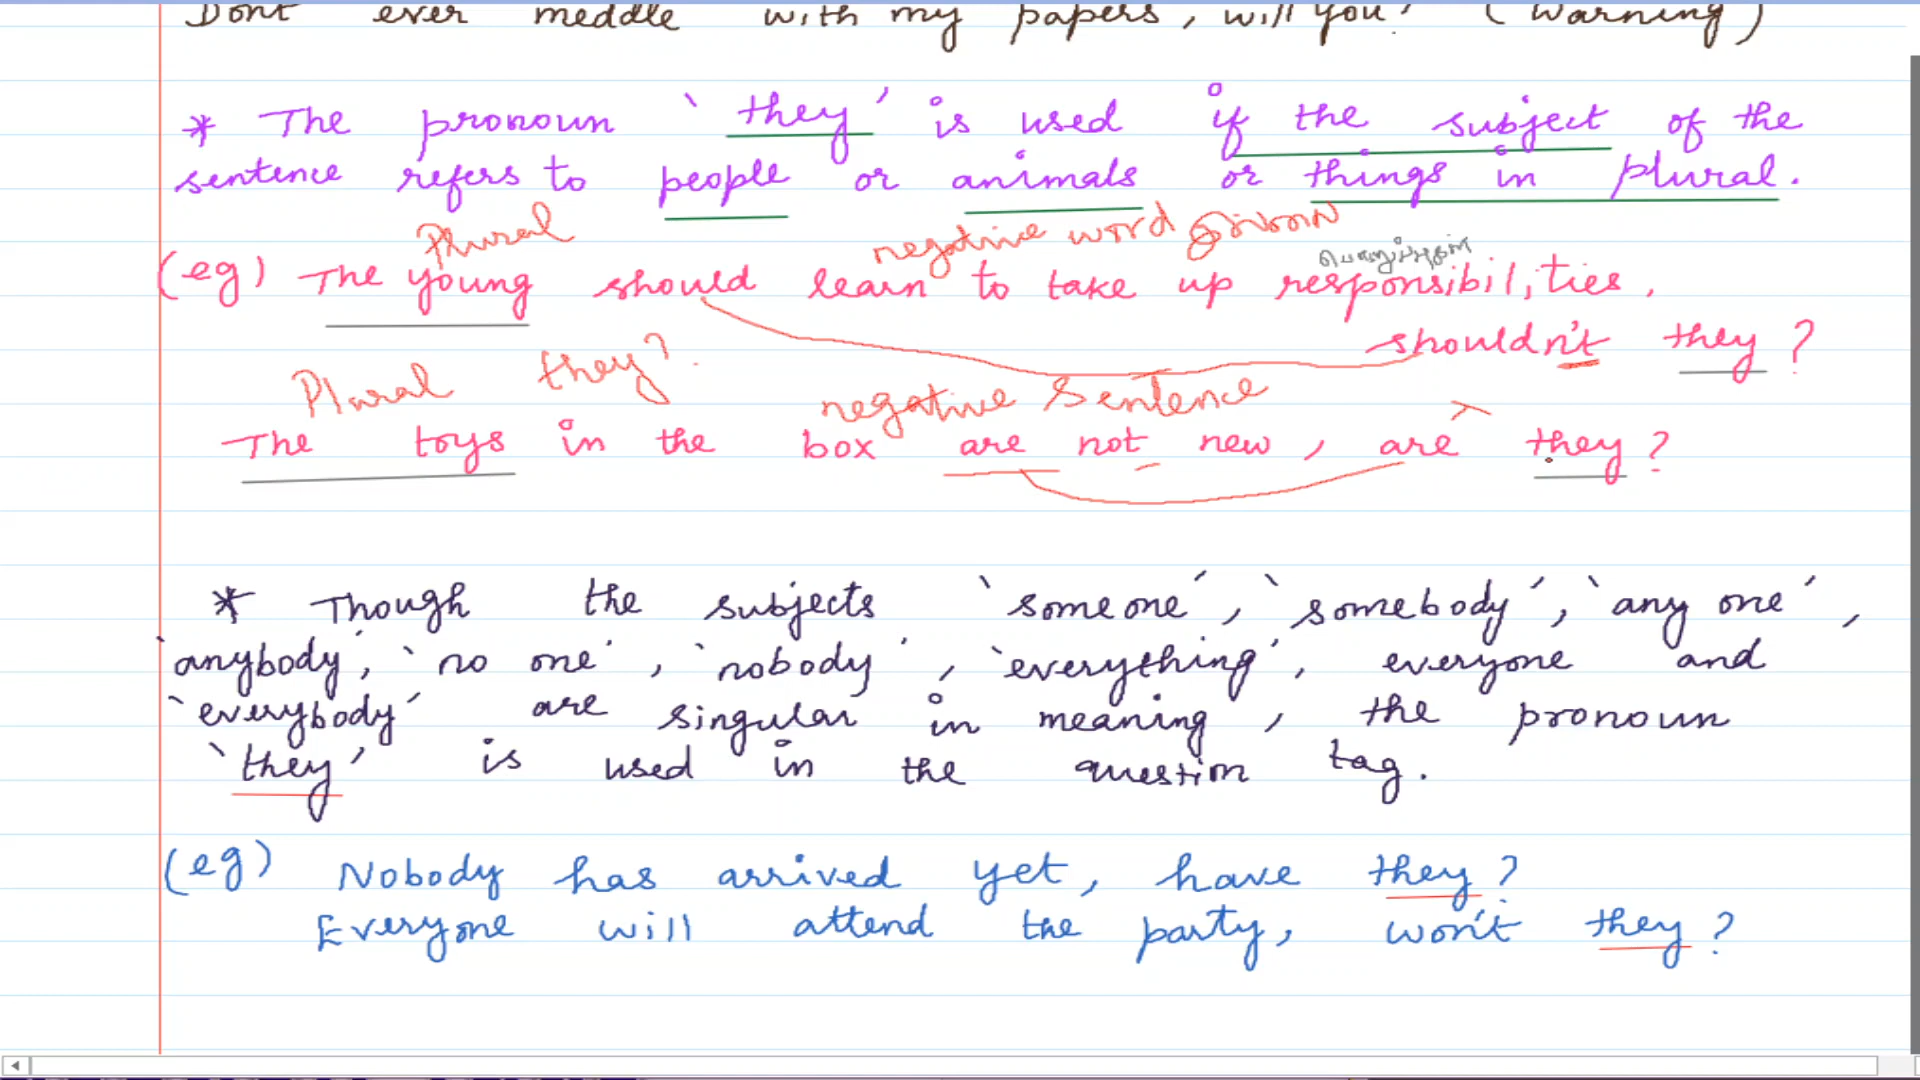 Dont ever meddle with my papers, will you? (Warning)
* The pronoun `they' is used if the subject of the
sentence refers to people or animals or things in plural.
Plural negative word
(eg) The young should learn to take up responsibilities,
shouldn't they?
Plural they? negative Sentence
The toys in the box are not new, are they?
* Though the subjects `someone', `somebody', `any one',
`anybody', `no one', `nobody', `everything', everyone and
`everybody' are singular in meaning, the pronoun
`they' is used in the question tag.
(eg) Nobody has arrived yet, have they?
Everyone will attend the party, won't they?